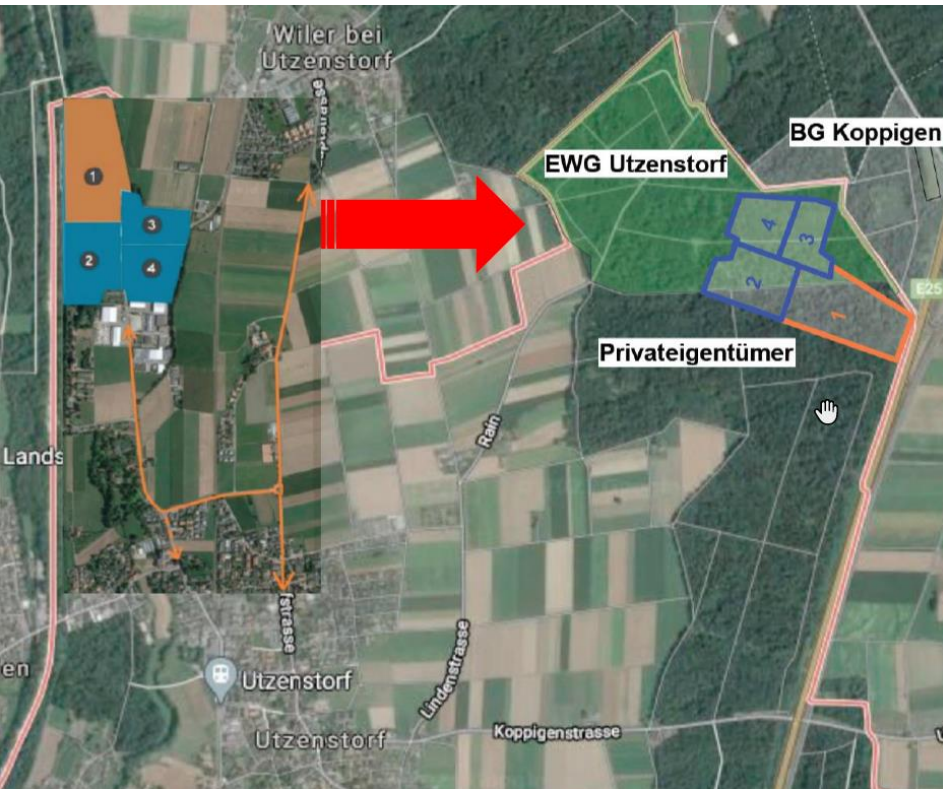 Wiler bei
Utzenstorf
BG Koppigen
EWG Utzenstorf
1
3
2
4
4
3
2
1
E25
Privateigentümer
Rain
Lands
en
strasse
Lindenstrasse
Utzenstorf
Utzenstorf
Koppigenstrasse